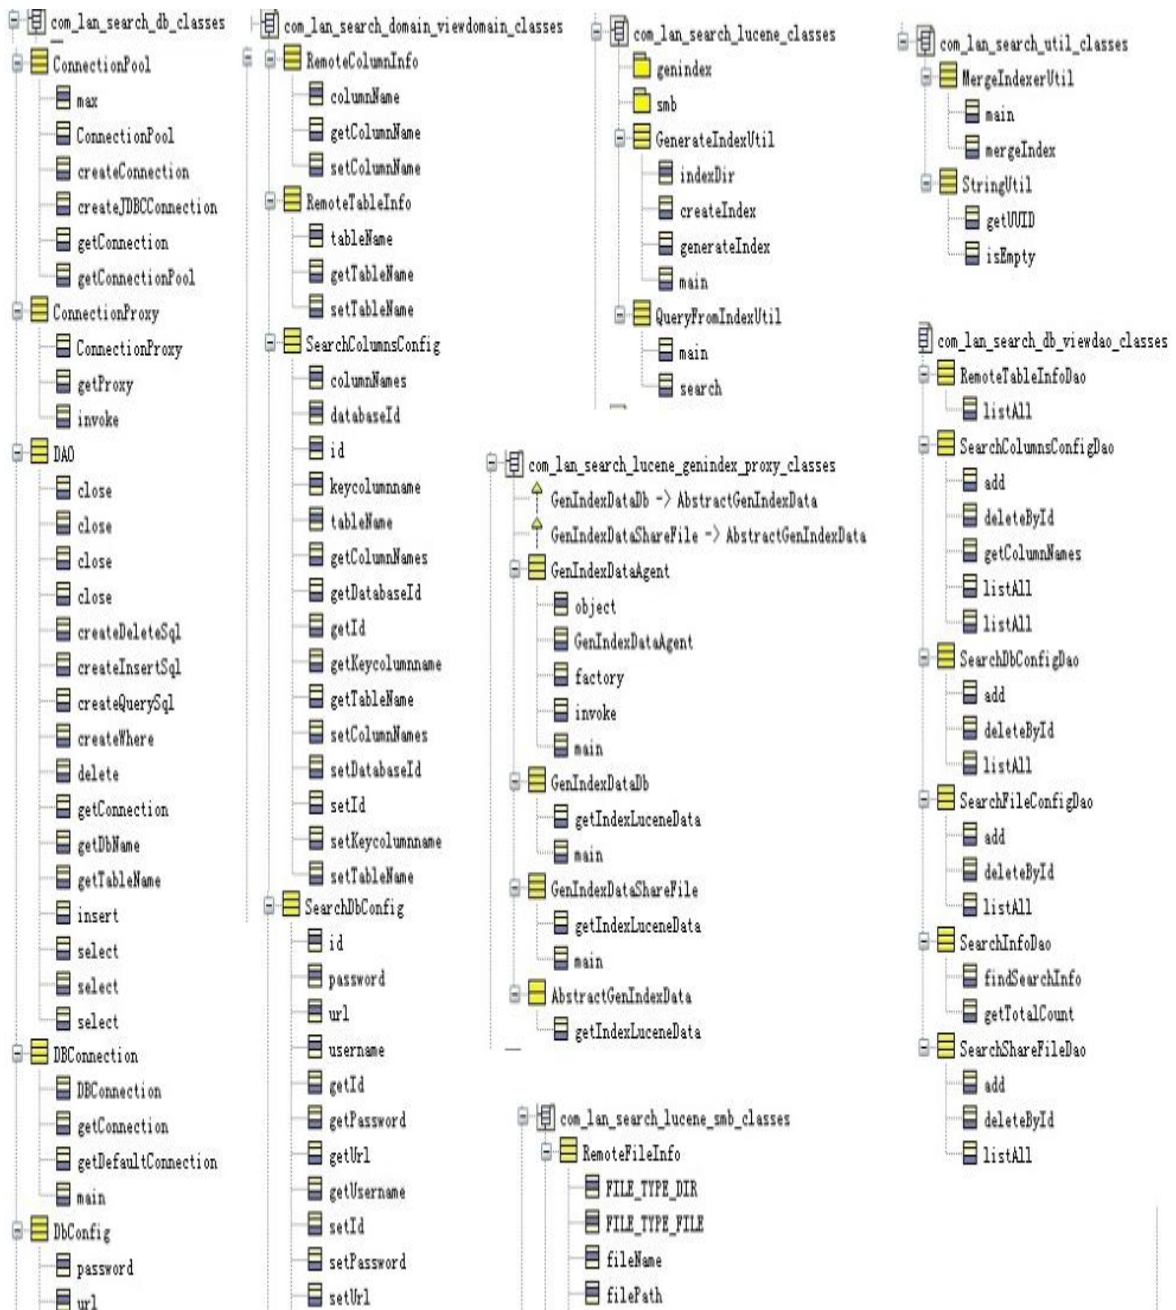 com_lan_search_db_classes
ConnectionPool
max
ConnectionPool
createConnection
createJDBCConnection
getConnection
getConnectionPool
ConnectionProxy
ConnectionProxy
getProxy
invoke
DAO
close
close
close
close
createDeleteSql
createInsertSql
createQuerySql
createWhere
delete
getConnection
getDbName
getTableName
insert
select
select
select
DBConnection
DBConnection
getConnection
getDefaultConnection
main
DbConfig
password
url
com_lan_search_domain_viewdomain_classes
RemoteColumnInfo
columnName
getColumnName
setColumnName
RemoteTableInfo
tableName
getTableName
setTableName
SearchColumnsConfig
columnNames
databaseId
id
keycolumnname
tableName
getColumnNames
getDatabaseId
getId
getKeycolumnname
getTableName
setColumnNames
setDatabaseId
setId
setKeycolumnname
setTableName
SearchDbConfig
id
password
url
username
getId
getPassword
getUrl
getUsername
setId
setPassword
setUrl
com_lan_search_lucene_classes
genindex
smb
GenerateIndexUtil
indexDir
createIndex
generateIndex
main
QueryFromIndexUtil
main
search
com_lan_search_lucene_genindex_proxy_classes
GenIndexDataDb -> AbstractGenIndexData
GenIndexDataShareFile -> AbstractGenIndexData
GenIndexDataAgent
object
GenIndexDataAgent
factory
invoke
main
GenIndexDataDb
getIndexLuceneData
main
GenIndexDataShareFile
getIndexLuceneData
main
AbstractGenIndexData
getIndexLuceneData
com_lan_search_lucene_smb_classes
RemoteFileInfo
FILE_TYPE_DIR
FILE_TYPE_FILE
fileName
filePath
com_lan_search_util_classes
MergeIndexerUtil
main
mergeIndex
StringUtil
getUUID
isEmpty
com_lan_search_db_viewdao_classes
RemoteTableInfoDao
listAll
SearchColumnsConfigDao
add
deleteById
getColumnNames
listAll
listAll
SearchDbConfigDao
add
deleteById
listAll
SearchFileConfigDao
add
deleteById
listAll
SearchInfoDao
findSearchInfo
getTotalCount
SearchShareFileDao
add
deleteById
listAll